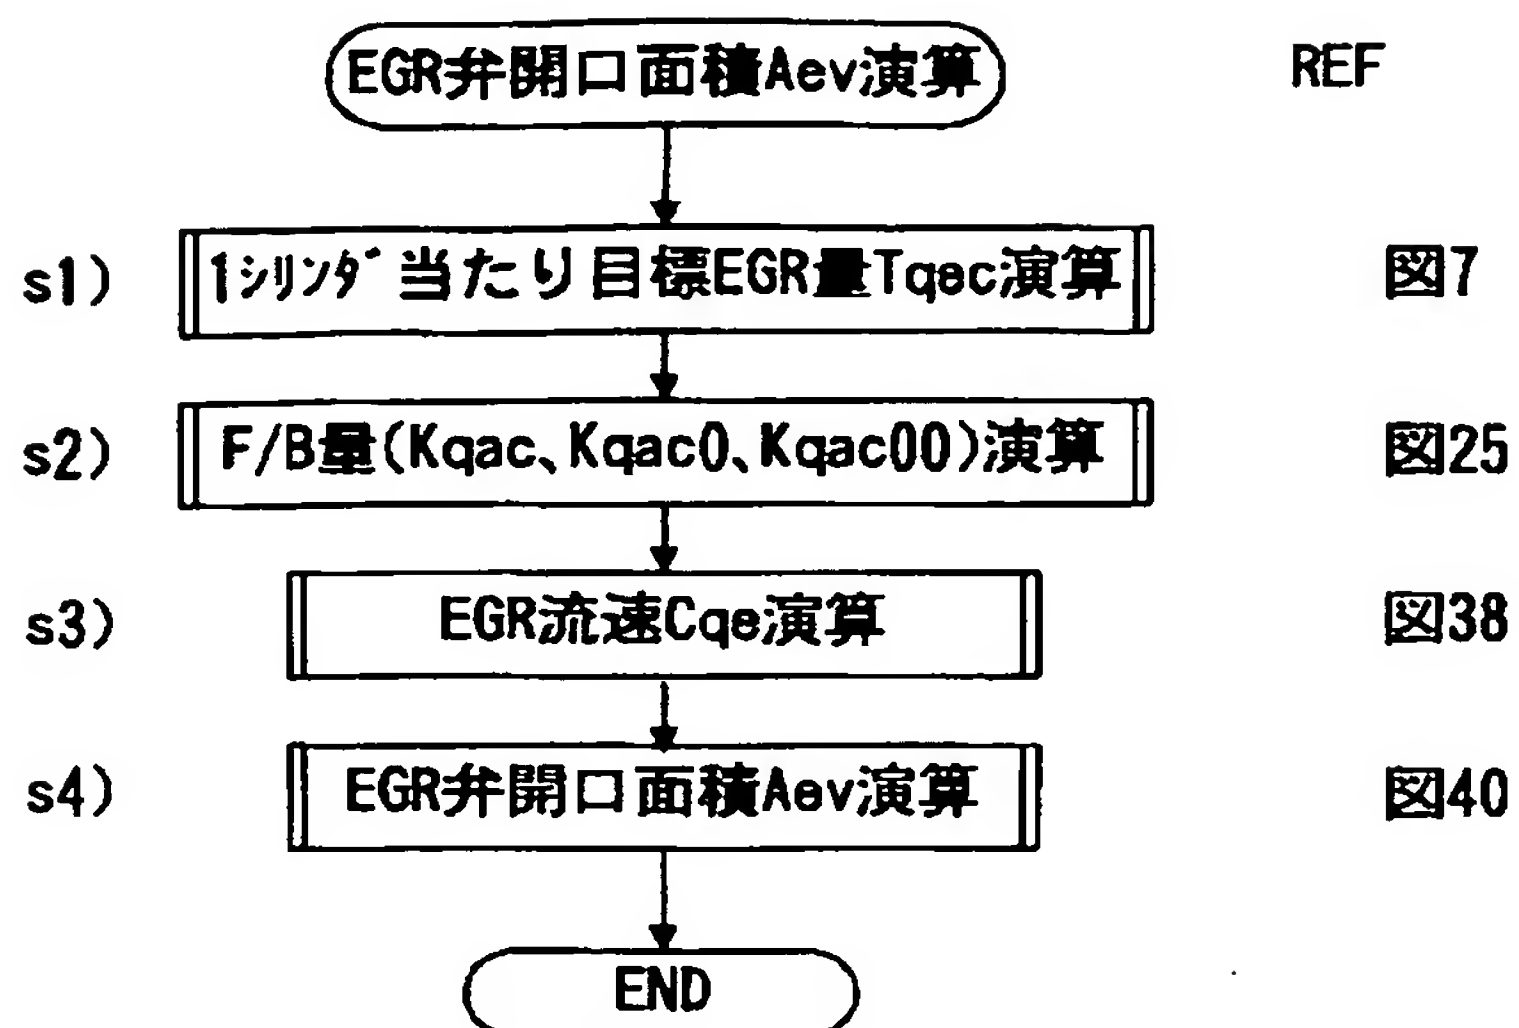 EGR弁開口面積Aev演算 REF
s1) 1ｼﾘﾝﾀﾞ当たり目標EGR量Tqec演算 図7
s2) F/B量(Kqac、Kqac0、Kqac00)演算 図25
s3) EGR流速Cqe演算 図38
s4) EGR弁開口面積Aev演算 図40
END